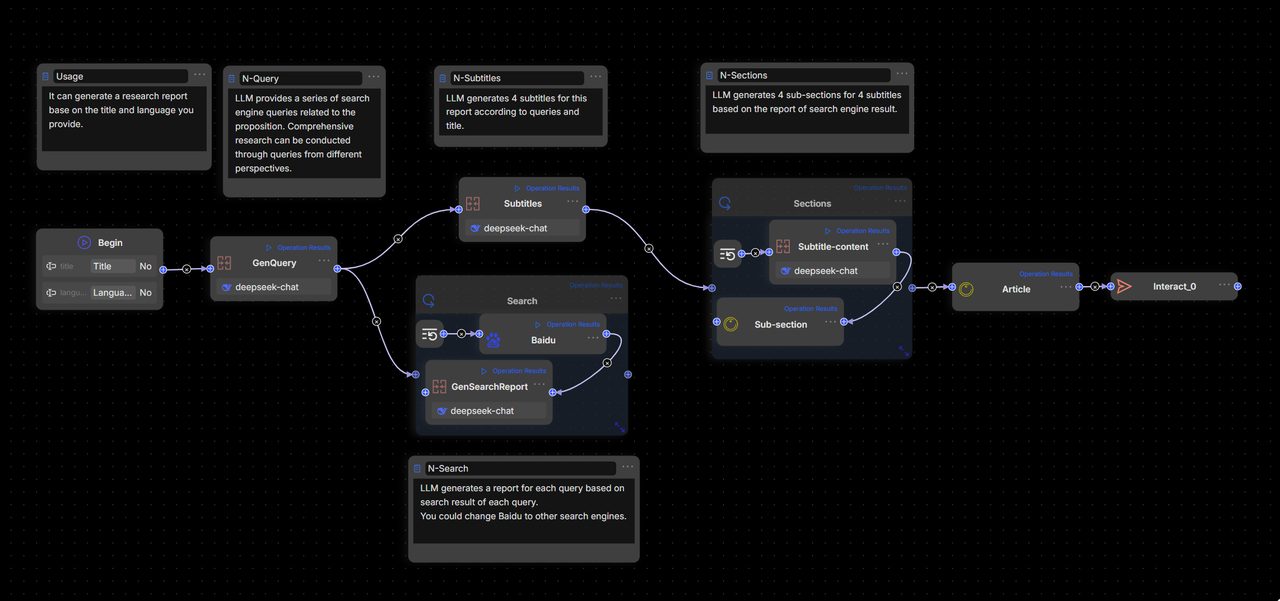 Usage
It can generate a research report
base on the title and language you
provide.
N-Query
LLM provides a series of search
engine queries related to the
proposition. Comprehensive
research can be conducted
through queries from different
perspectives.
N-Subtitles
LLM generates 4 subtitles for this
report according to queries and
title.
N-Sections
LLM generates 4 sub-sections for 4 subtitles
based on the report of search engine result.
Begin
title Title No
langu... Langua... No
Operation Results
GenQuery
deepseek-chat
Operation Results
Subtitles
deepseek-chat
Operation Results
Search
Operation Results
Baidu
Operation Results
GenSearchReport
deepseek-chat
N-Search
LLM generates a report for each query based on
search result of each query.
You could change Baidu to other search engines.
Operation Results
Sections
Operation Results
Subtitle-content
deepseek-chat
Operation Results
Sub-section
Operation Results
Article
Interact_0